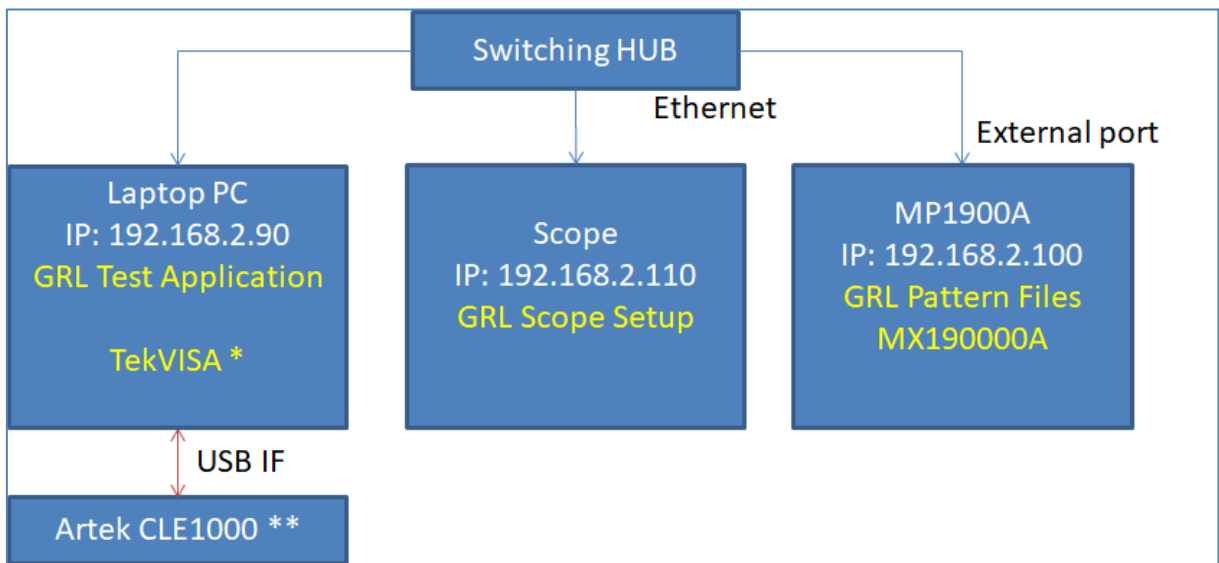 Switching HUB
Ethernet
External port
Laptop PC
IP: 192.168.2.90
GRL Test Application
TekVISA *
Scope
IP: 192.168.2.110
GRL Scope Setup
MP1900A
IP: 192.168.2.100
GRL Pattern Files
MX190000A
USB IF
Artek CLE1000 **